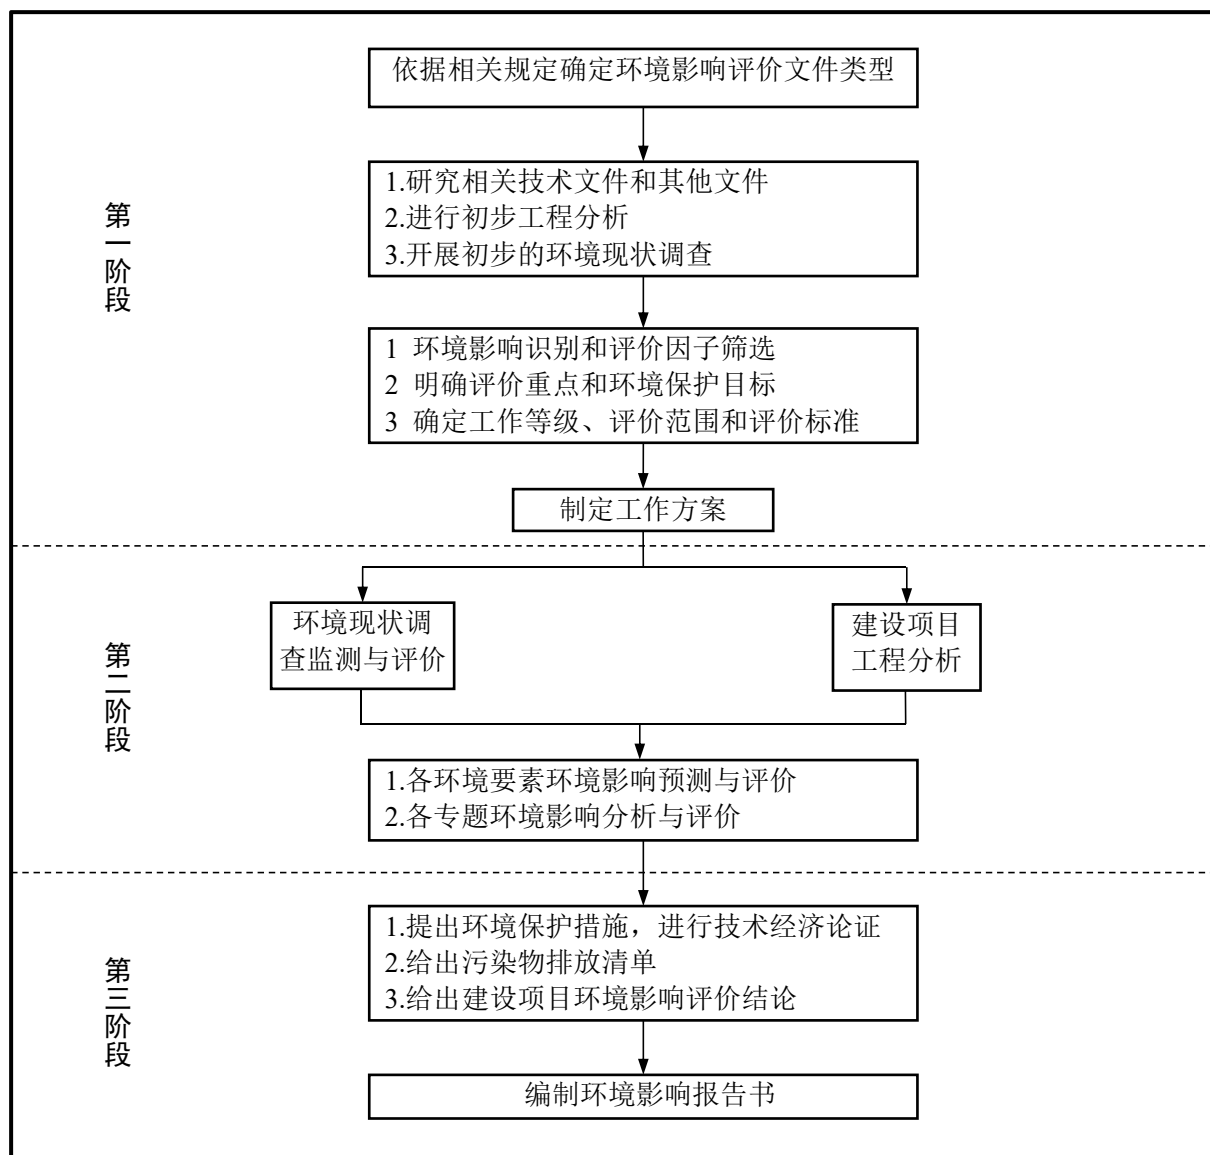 依据相关规定确定环境影响评价文件类型
第一阶段
1.研究相关技术文件和其他文件
2.进行初步工程分析
3.开展初步的环境现状调查
1 环境影响识别和评价因子筛选
2 明确评价重点和环境保护目标
3 确定工作等级、评价范围和评价标准
制定工作方案
第二阶段
环境现状调
查监测与评价
建设项目
工程分析
1.各环境要素环境影响预测与评价
2.各专题环境影响分析与评价
第三阶段
1.提出环境保护措施，进行技术经济论证
2.给出污染物排放清单
3.给出建设项目环境影响评价结论
编制环境影响报告书